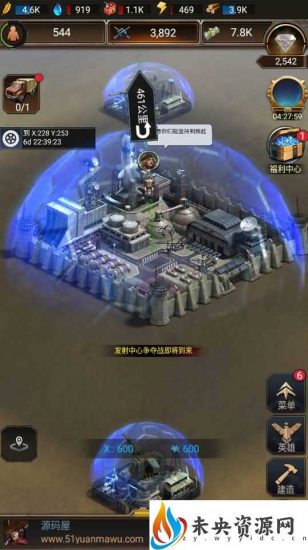 4.6K
919
1.1K
3.9K
544
3,892
7.8K
2,542
0/1
461公里
到 X:228 Y:253
6d 22:39:23
04:27:59
福利中心
发射中心争夺战即将到来
X: 600
Y: 600
6
菜单
英雄
建造
源码屋
www.51yuanmawu.com
未央资源网